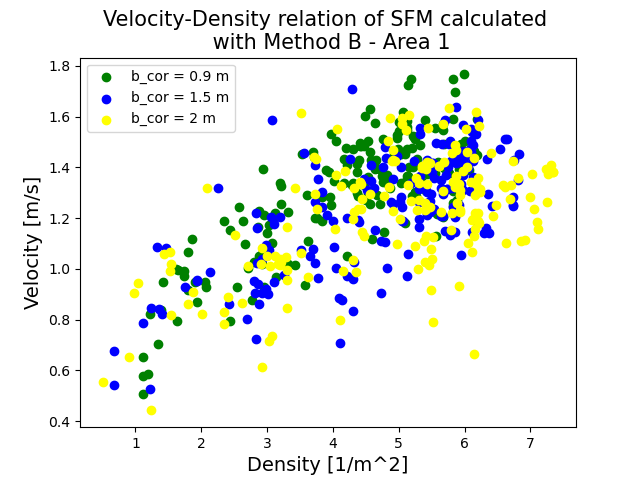 Velocity-Density relation of SFM calculated
with Method B - Area 1
1.8
1.6
1.4
1.2
1.0
0.8
0.6
0.4
Velocity [m/s]
b_cor = 0.9 m
b_cor = 1.5 m
b_cor = 2 m
1 2 3 4 5 6 7
Density [1/m^2]